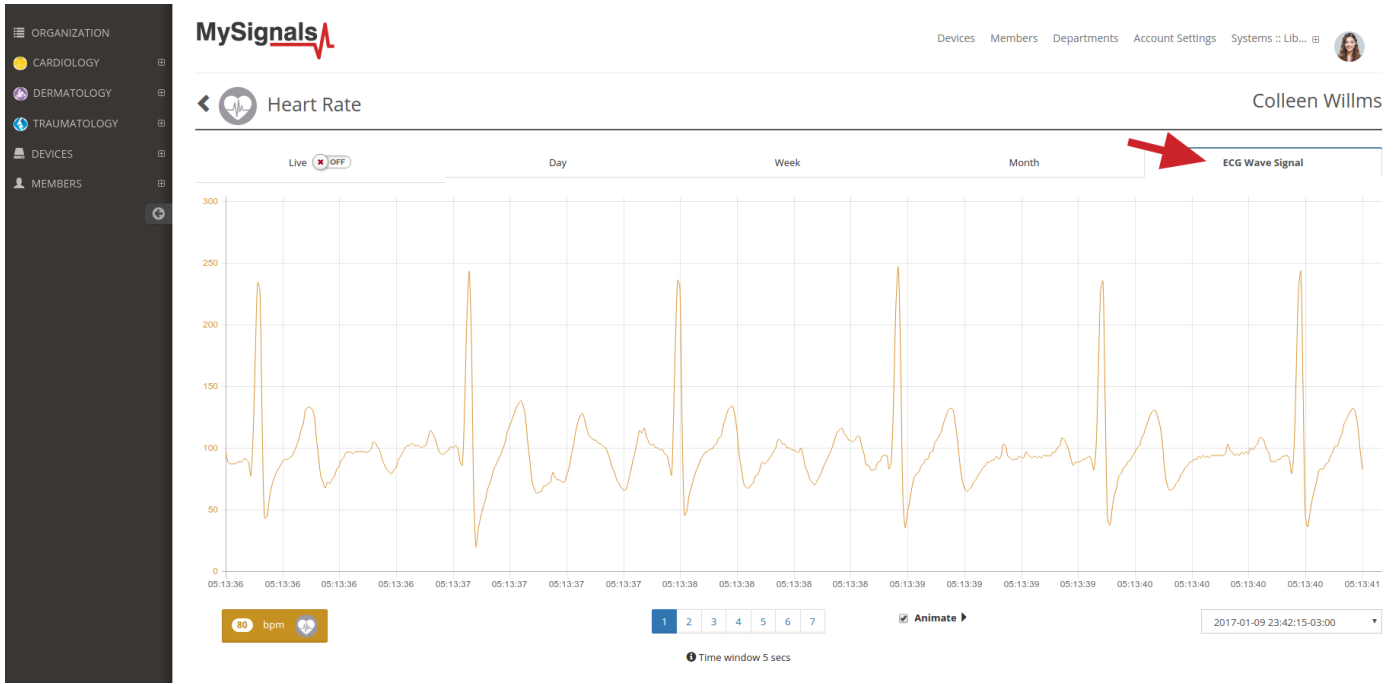 ORGANIZATION
CARDIOLOGY
DERMATOLOGY
TRAUMATOLOGY
DEVICES
MEMBERS
MySignals
Devices Members Departments Account Settings Systems :: Lib...
Heart Rate
Colleen Willms
Live OFF Day Week Month ECG Wave Signal
300
250
200
150
100
50
0
05:13:36 05:13:36 05:13:36 05:13:36 05:13:37 05:13:37 05:13:37 05:13:37 05:13:38 05:13:38 05:13:38 05:13:38 05:13:39 05:13:39 05:13:39 05:13:39 05:13:40 05:13:40 05:13:40 05:13:40 05:13:41
80 bpm 1 2 3 4 5 6 7 Animate 2017-01-09 23:42:15-03:00
Time window 5 secs